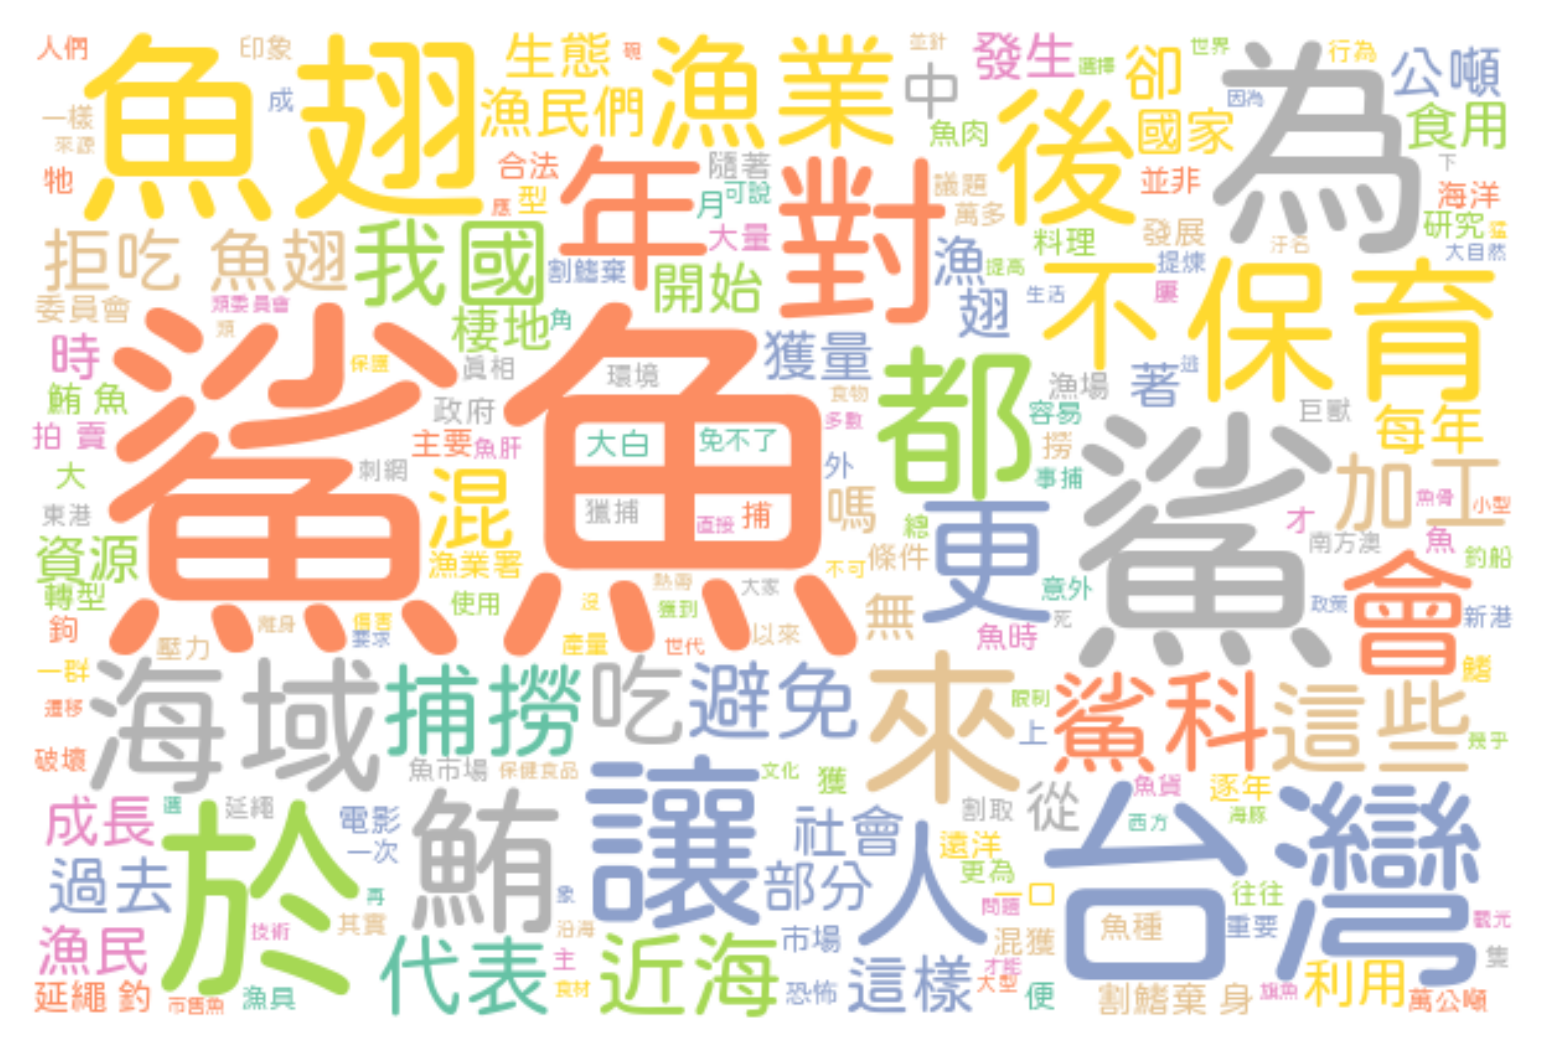 人們
印象
生態
碗
漁業
並針
發生
選擇
卻
世界
為
行為
公噸
魚翅
成
漁民們
中
魚肉
後
國家
因為
食用
一樣
來源
牠
合法
應
型
年
隨著
月
可說
對
議題
萬多
並非
下
海洋
拒吃
魚翅
我國
割鰭棄
大量
開始
漁
提高
料理
發展
提煉
汙名
研究
猛
大自然
委員會
類委員會
類
棲地
角
翅
生活
屢
不
保育
時
鯊魚
保護
真相
環境
獲量
都
漁場
著
逃
鮪魚
政府
食物
容易
巨獸
每年
拍賣
主要
魚肝
大白
免不了
多數
撈
鯊
大
刺網
混
外
事捕
加工
魚骨
小型
東港
獵捕
直接
捕
嗎
總
更
才
南方澳
魚
資源
漁業署
熱帶
大家
不可
條件
釣船
轉型
使用
沒
獲到
意外
會
政策
新港
鉤
離身
傷害
要求
世代
以來
無
魚時
死
壓力
產量
一群
海域
捕撈
吃
避免
來
限制
鯊科
這些
鰭
遷移
上
幾乎
破壞
魚市場
保健食品
讓
文化
獲
魚貨
逐年
成長
選
延繩
電影
鮪
社會
割取
從
西方
海豚
台灣
一次
過去
於
再
象
部分
人
遠洋
更為
一口
往往
技術
其實
沿海
問題
魚種
重要
觀光
漁民
代表
主
近海
市場
混獲
才能
隻
延繩釣
市售魚
漁具
食材
恐怖
這樣
大型
便
割鰭棄身
旗魚
利用
萬公噸